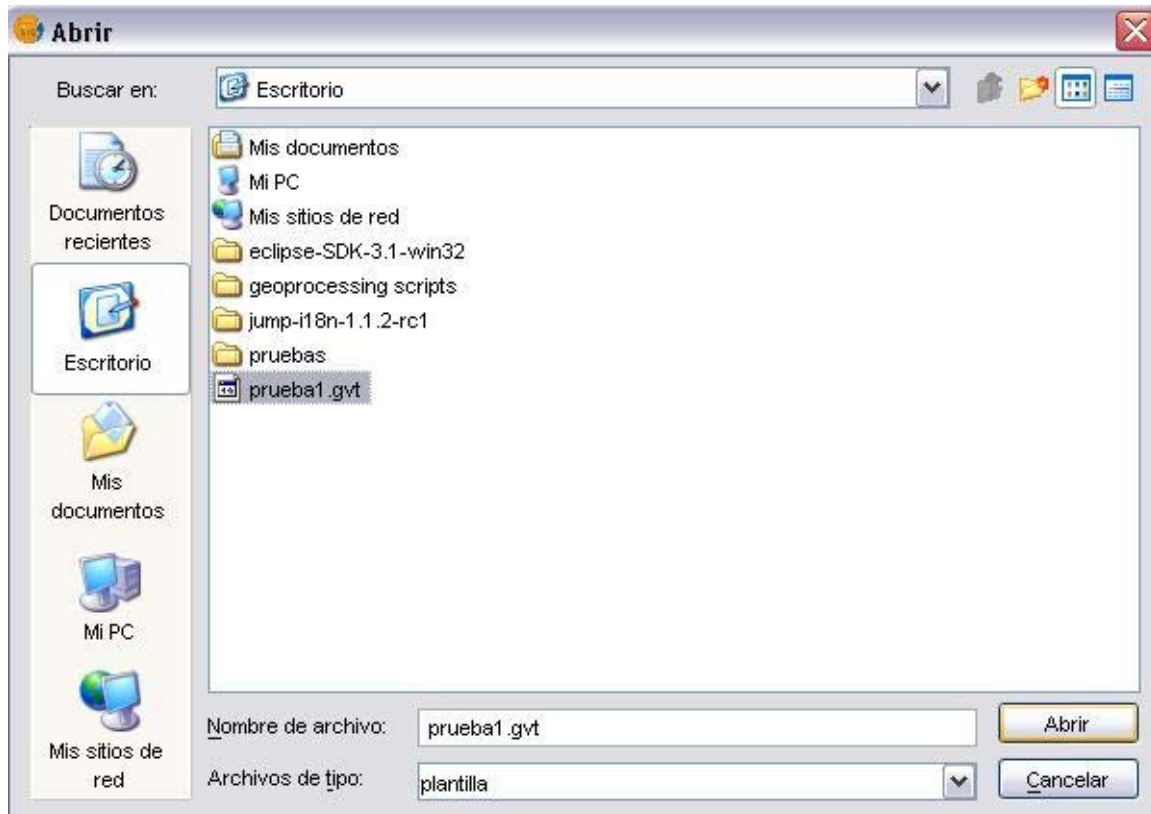 Abrir
Buscar en:
Escritorio
Documentos
recientes
Escritorio
Mis
documentos
Mi PC
Mis sitios de
red
Mis documentos
Mi PC
Mis sitios de red
eclipse-SDK-3.1-win32
geoprocessing scripts
jump-i18n-1.1.2-rc1
pruebas
prueba1.gvt
Nombre de archivo:
prueba1.gvt
Abrir
Archivos de tipo:
plantilla
Cancelar